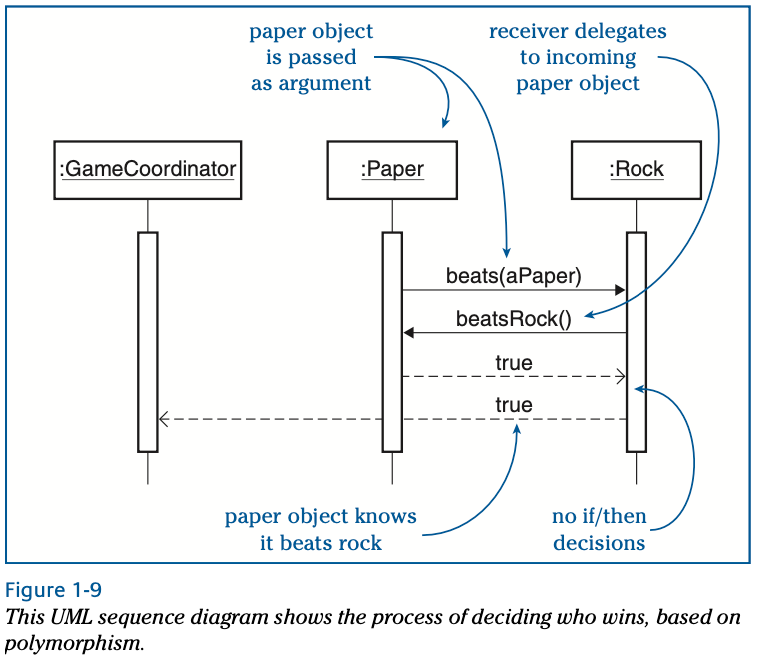 paper object
is passed
as argument
receiver delegates
to incoming
paper object
:GameCoordinator
:Paper
:Rock
beats(aPaper)
beatsRock()
true
true
paper object knows
it beats rock
no if/then
decisions
Figure 1-9
This UML sequence diagram shows the process of deciding who wins, based on
polymorphism.